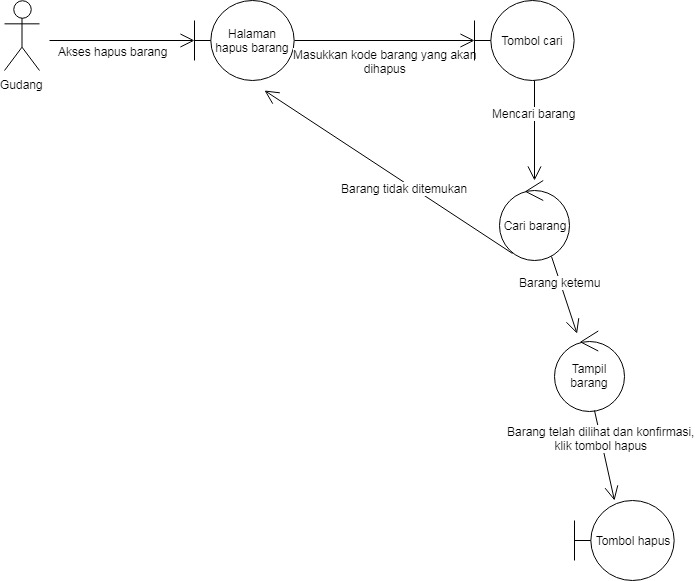 Gudang
Akses hapus barang
Halaman
hapus barang
Masukkan kode barang yang akan
dihapus
Tombol cari
Mencari barang
Barang tidak ditemukan
Cari barang
Barang ketemu
Tampil
barang
Barang telah dilihat dan konfirmasi,
klik tombol hapus
Tombol hapus